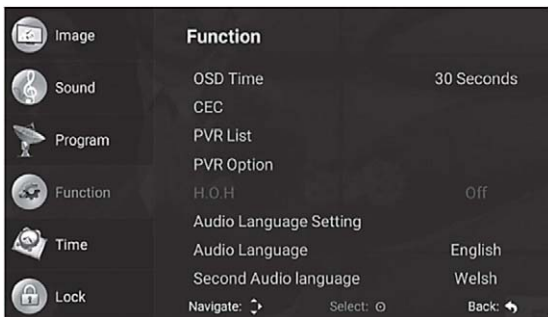 Image
Sound
Program
Function
Time
Lock
Function
OSD Time 30 Seconds
CEC
PVR List
PVR Option
H.O.H Off
Audio Language Setting
Audio Language English
Second Audio language Welsh
Navigate: Select: Back: